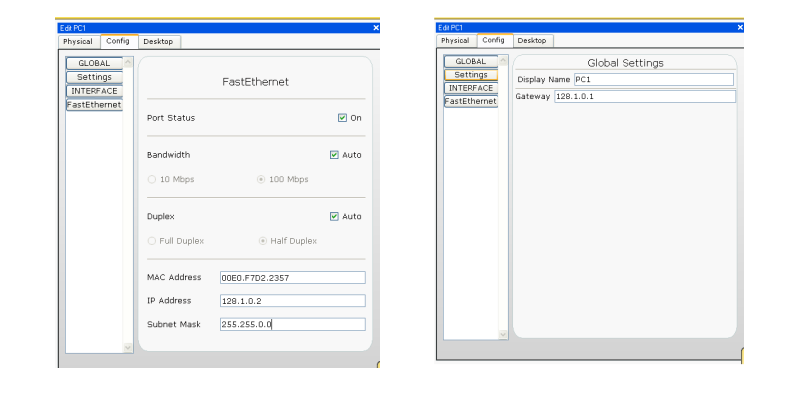 Edit PC1
Physical Config Desktop
GLOBAL
Settings
INTERFACE
FastEthernet
FastEthernet
Port Status On
Bandwidth Auto
10 Mbps 100 Mbps
Duplex Auto
Full Duplex Half Duplex
MAC Address 00E0.F7D2.2357
IP Address 128.1.0.2
Subnet Mask 255.255.0.0
Edit PC1
Physical Config Desktop
GLOBAL
Settings
INTERFACE
FastEthernet
Global Settings
Display Name PC1
Gateway 128.1.0.1